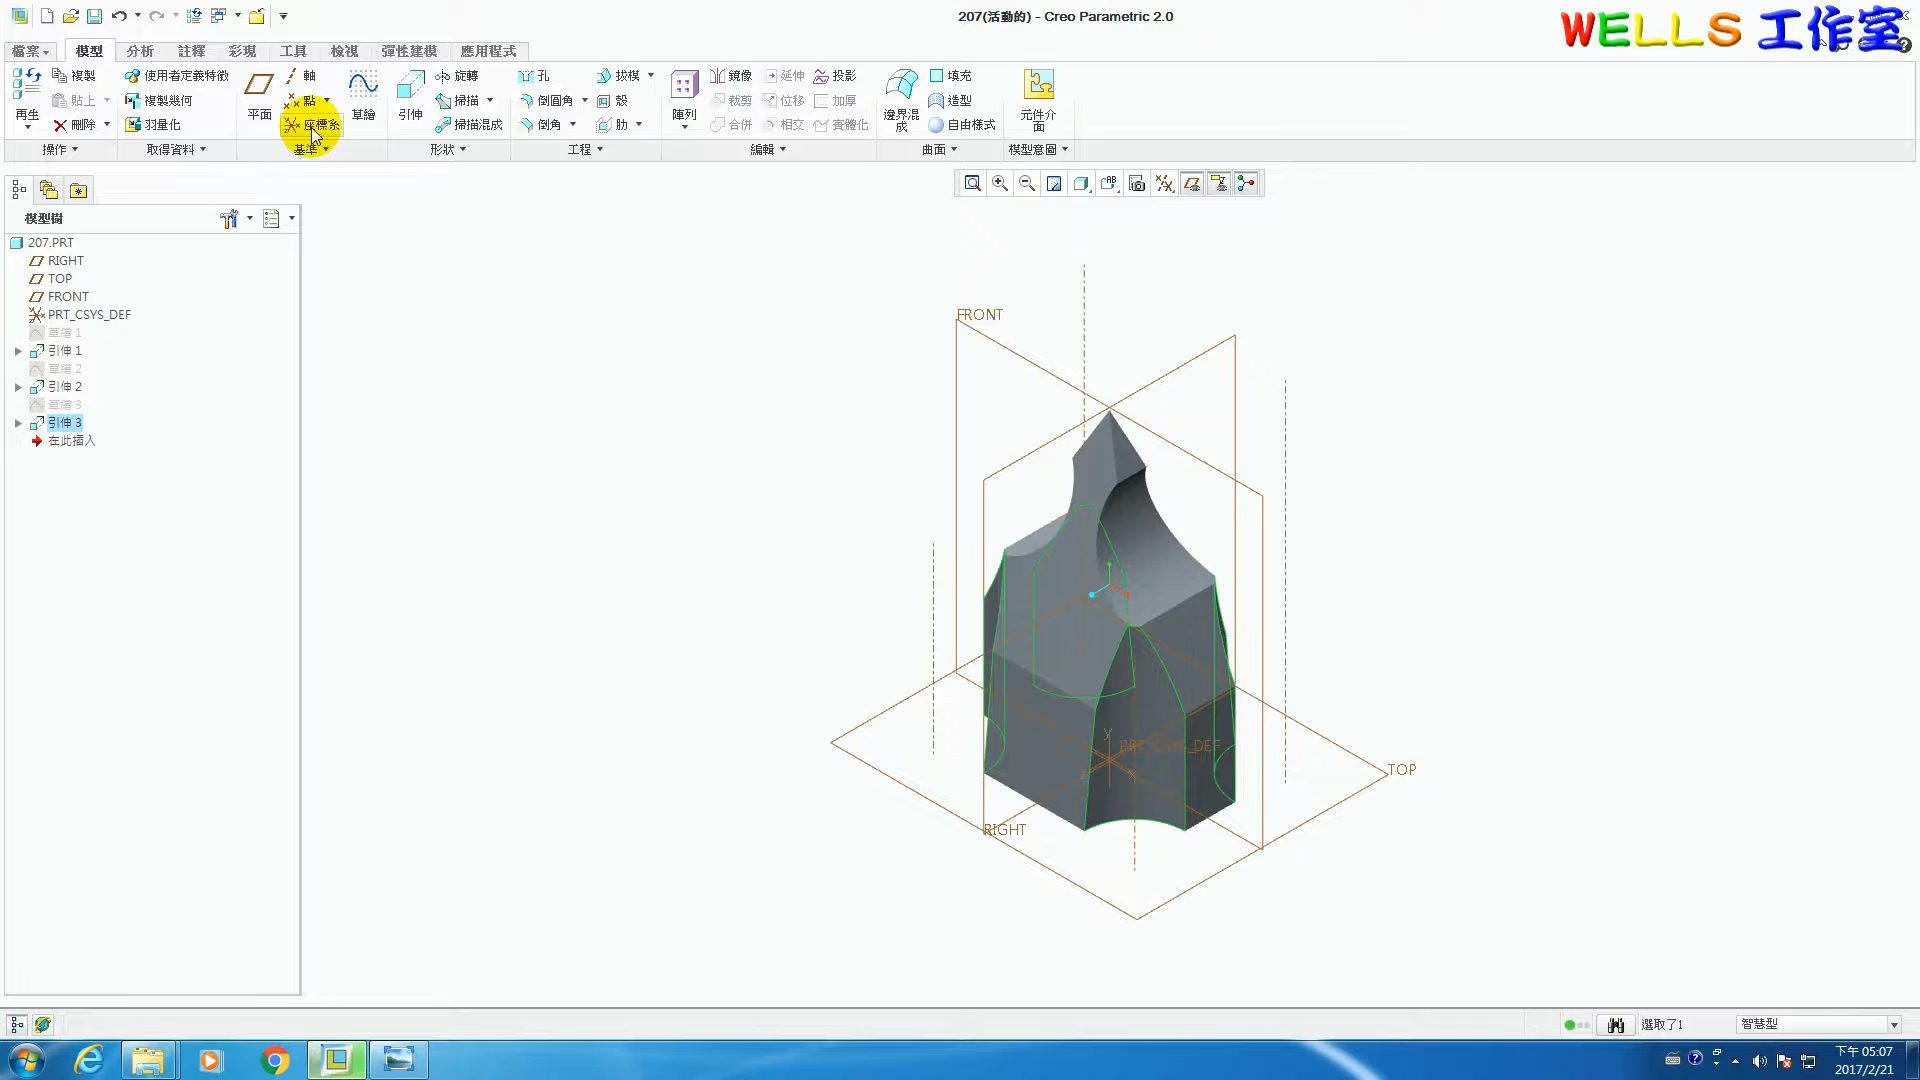 207(活動的) - Creo Parametric 2.0
WELLS 工作室
檔案 模型 分析 註釋 彩現 工具 檢視 彈性建模 應用程式
再生
複製
貼上
刪除
操作
使用者定義特徵
複製幾何
羽量化
取得資料
平面
軸
點
座標系
草繪
基準
引伸
旋轉
掃描
掃描混成
形狀
孔
倒圓角
倒角
拔模
殼
肋
工程
陣列
鏡像
裁剪
合併
延伸
位移
相交
投影
加厚
實體化
編輯
邊界混
成
填充
造型
自由樣式
曲面
元件介
面
模型意圖
模型樹
207.PRT
RIGHT
TOP
FRONT
PRT_CSYS_DEF
草繪 1
引伸 1
草繪 2
引伸 2
草繪 3
引伸 3
在此插入
FRONT
Y
PRT_CSYS_DEF
Z
X
TOP
RIGHT
選取了1
智慧型
下午 05:07
2017/2/21